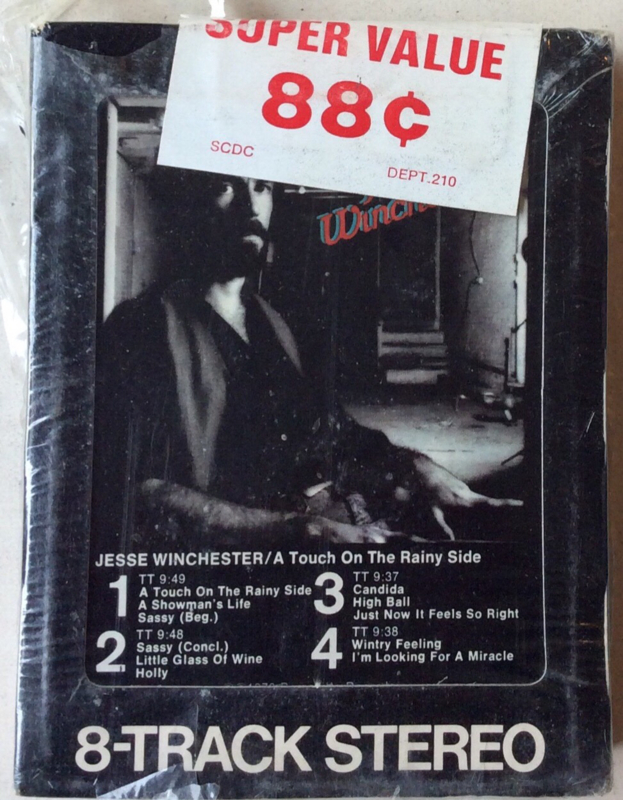 SUPER VALUE
88¢
SCDC
DEPT. 210
JESSE WINCHESTER/A Touch On The Rainy Side
1
TT 9:49
A Touch On The Rainy Side
A Showman's Life
Sassy (Beg.)
2
TT 9:48
Sassy (Concl.)
Little Glass Of Wine
Holly
3
TT 9:37
Candida
High Ball
Just Now It Feels So Right
4
TT 9:38
Wintry Feeling
I'm Looking For A Miracle
8-TRACK STEREO